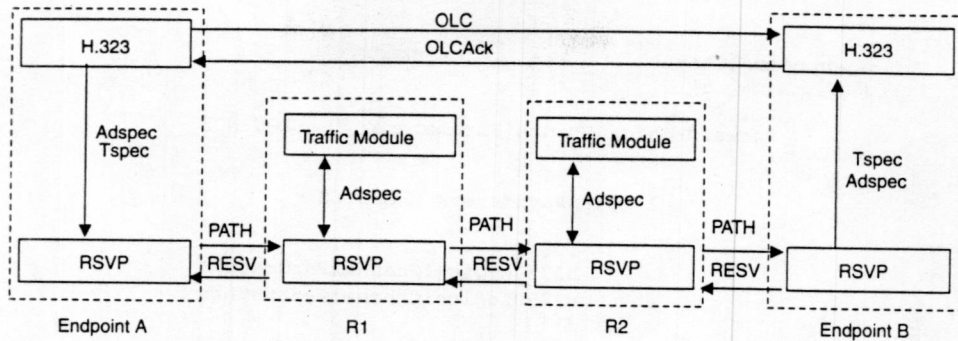 OLC
H.323
OLCAck
H.323
Traffic Module
Traffic Module
Adspec
Tspec
Adspec
Adspec
Tspec
Adspec
PATH
PATH
PATH
RSVP
RESV
RSVP
RESV
RSVP
RESV
RSVP
Endpoint A
R1
R2
Endpoint B